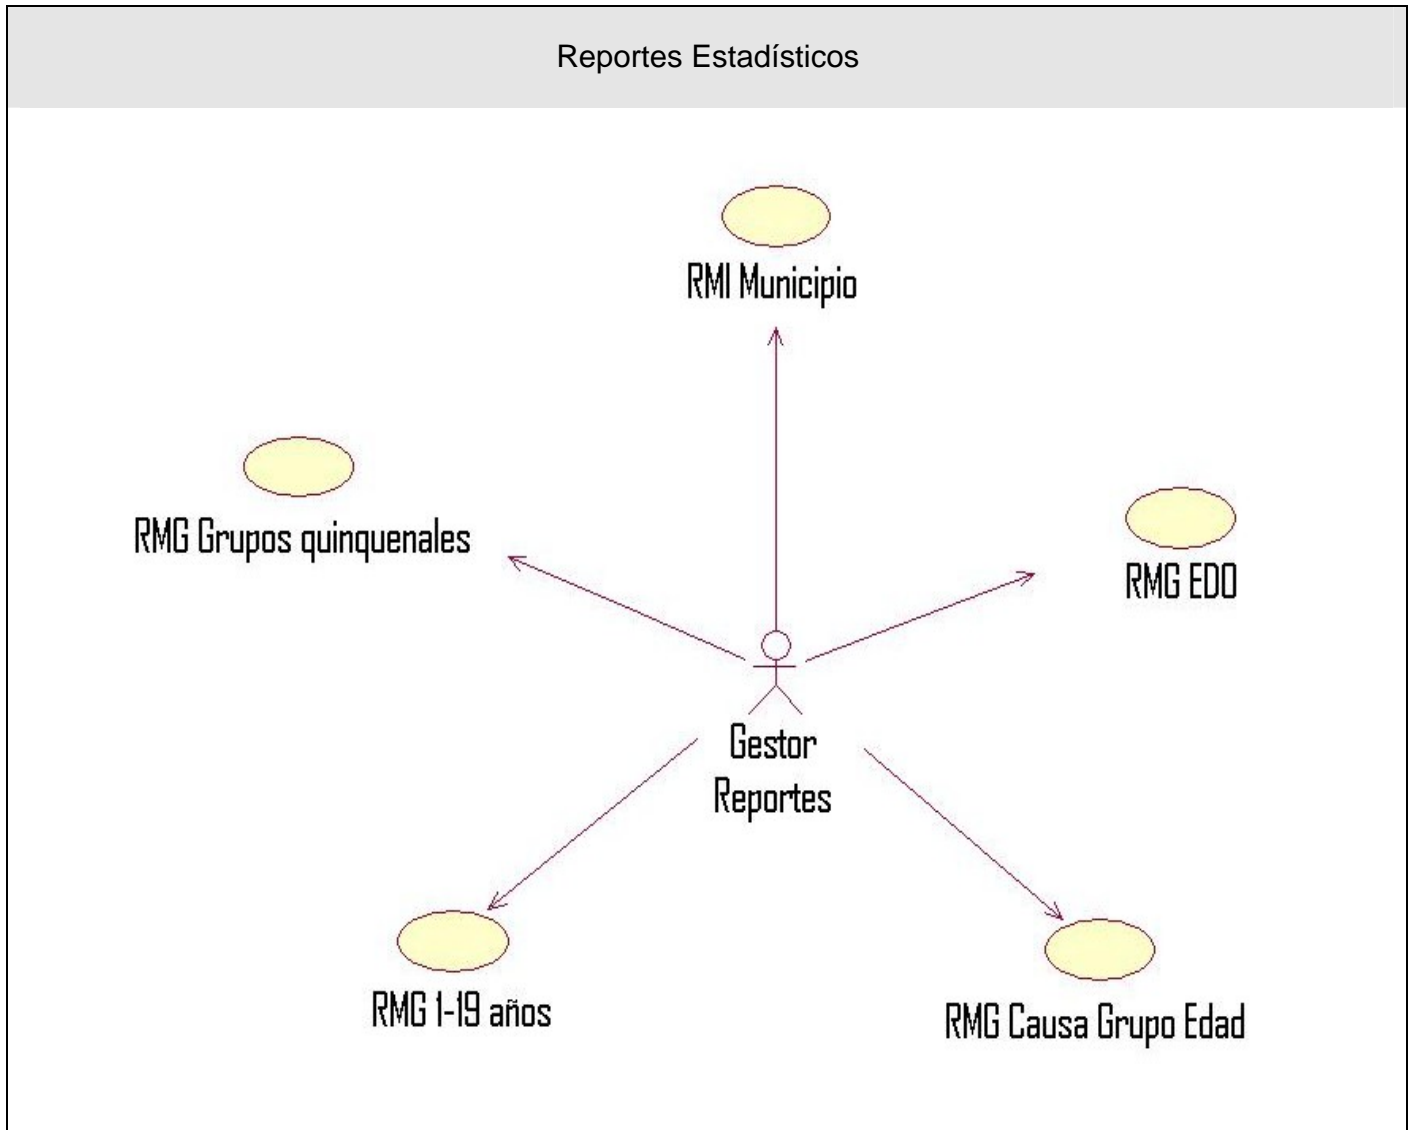 Reportes Estadísticos
RMI Municipio
RMG Grupos quinquenales
RMG EDO
Gestor
Reportes
RMG 1-19 años
RMG Causa Grupo Edad